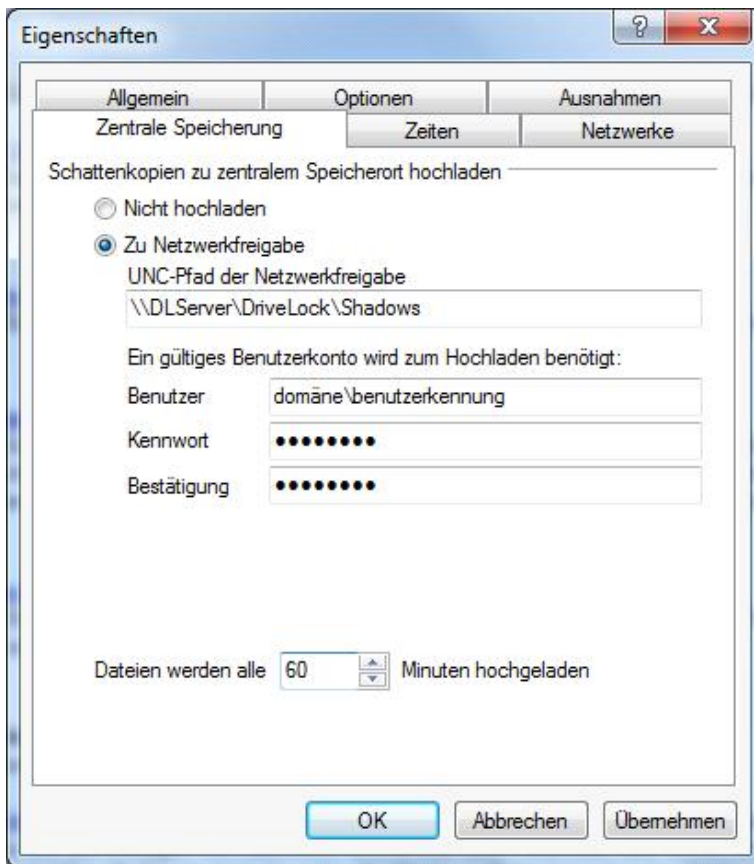 Eigenschaften
Allgemein
Optionen
Ausnahmen
Zentrale Speicherung
Zeiten
Netzwerke
Schattenkopien zu zentralem Speicherort hochladen
Nicht hochladen
Zu Netzwerkfreigabe
UNC-Pfad der Netzwerkfreigabe
\\DLServer\DriveLock\Shadows
Ein gültiges Benutzerkonto wird zum Hochladen benötigt:
Benutzer domäne\benutzerkennung
Kennwort ●●●●●●●●
Bestätigung ●●●●●●●●
Dateien werden alle 60 Minuten hochgeladen
OK
Abbrechen
Übernehmen